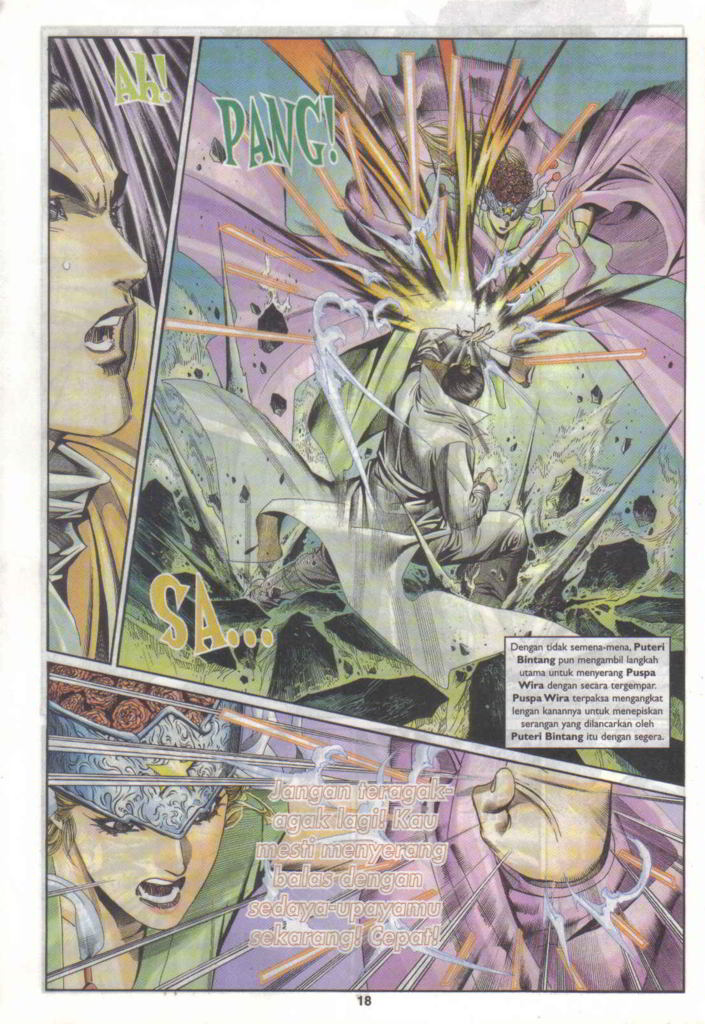 Ah!
PANG!
SA...
Dengan tidak semena-mena, Puteri
Bintang pun mengambil langkah
utama untuk menyerang Puspa
Wira dengan secara tergempar.
Puspa Wira terpaksa mengangkat
lengan kanannya untuk menepiskan
serangan yang dilancarkan oleh
Puteri Bintang itu dengan segera.
Jangan teragak-
agak lagi! Kau
mesti menyerang
balas dengan
sedaya-upayamu
sekarang! Cepat!
18